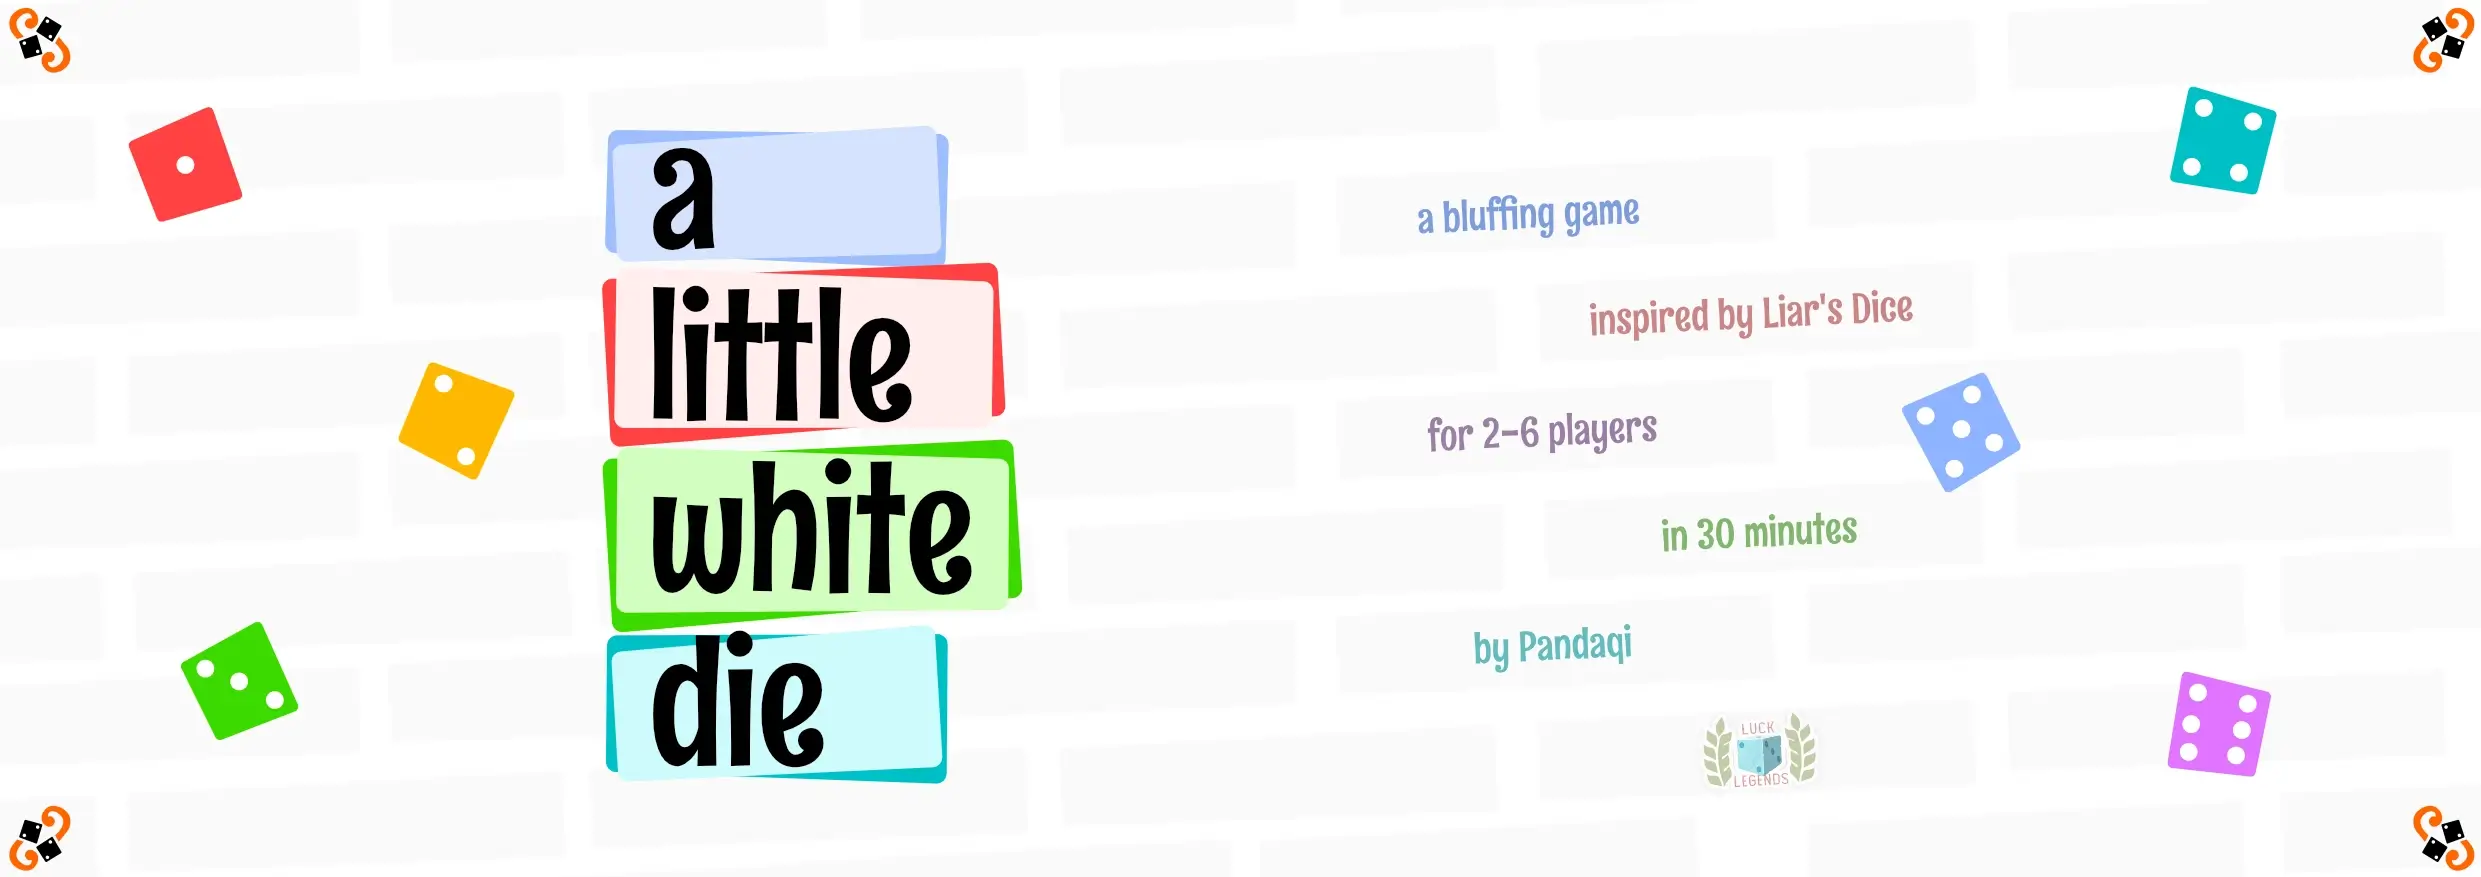 a
little
white
die
a bluffing game
inspired by Liar's Dice
for 2-6 players
in 30 minutes
by Pandaqi
LUCK
LEGENDS